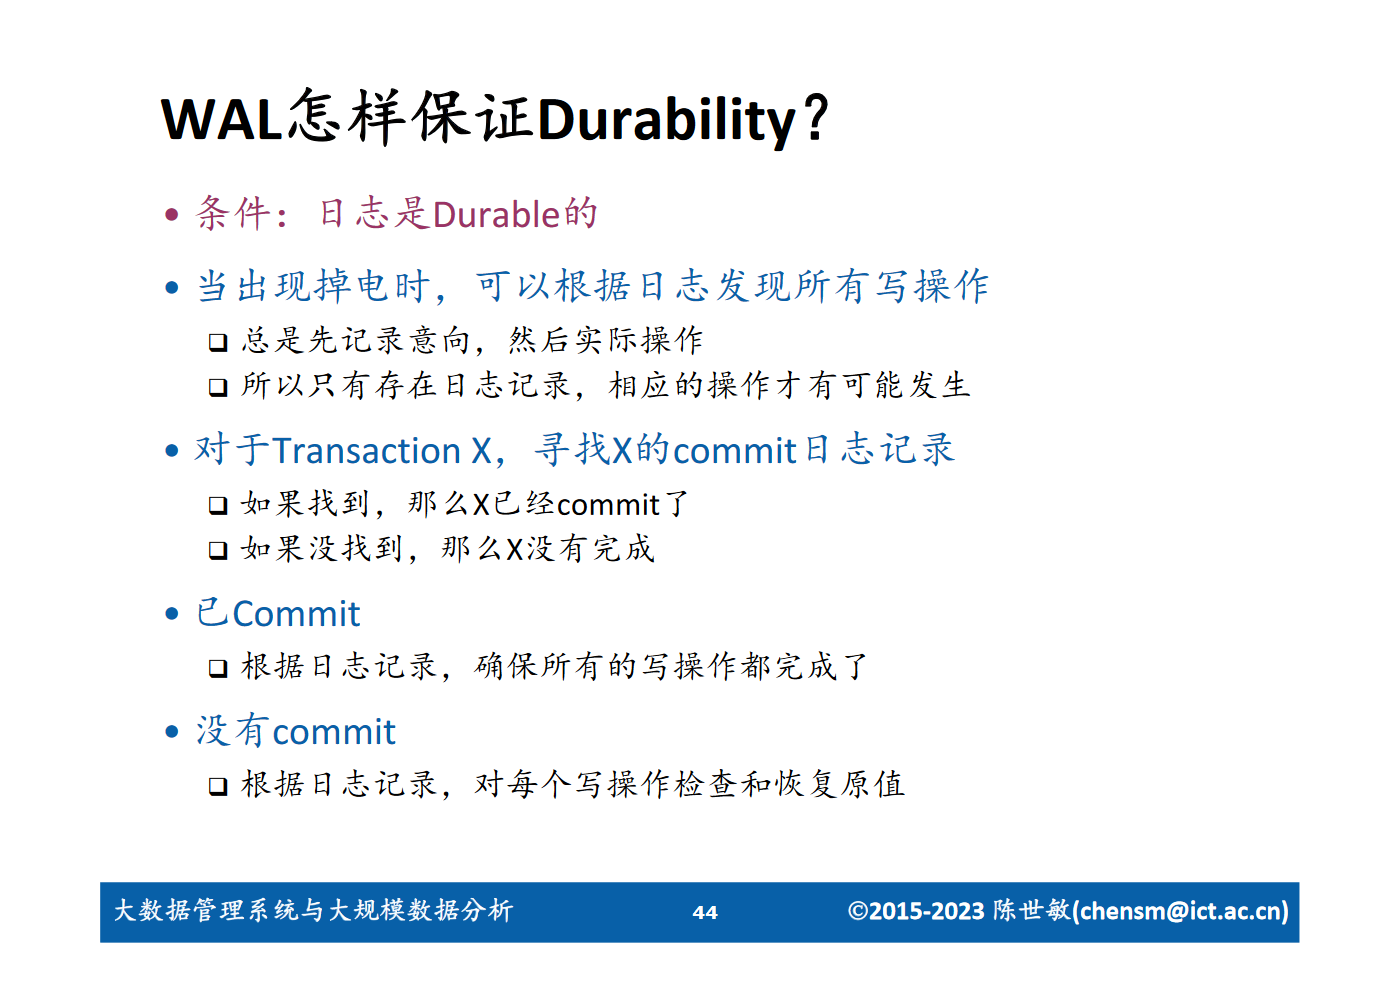 WAL怎样保证Durability？
• 条件：日志是Durable的
• 当出现掉电时，可以根据日志发现所有写操作
❑ 总是先记录意向，然后实际操作
❑ 所以只有存在日志记录，相应的操作才有可能发生
• 对于Transaction X，寻找X的commit日志记录
❑ 如果找到，那么X已经commit了
❑ 如果没找到，那么X没有完成
• 已Commit
❑ 根据日志记录，确保所有的写操作都完成了
• 没有commit
❑ 根据日志记录，对每个写操作检查和恢复原值
大数据管理系统与大规模数据分析
44
©2015-2023 陈世敏(chensm@ict.ac.cn)